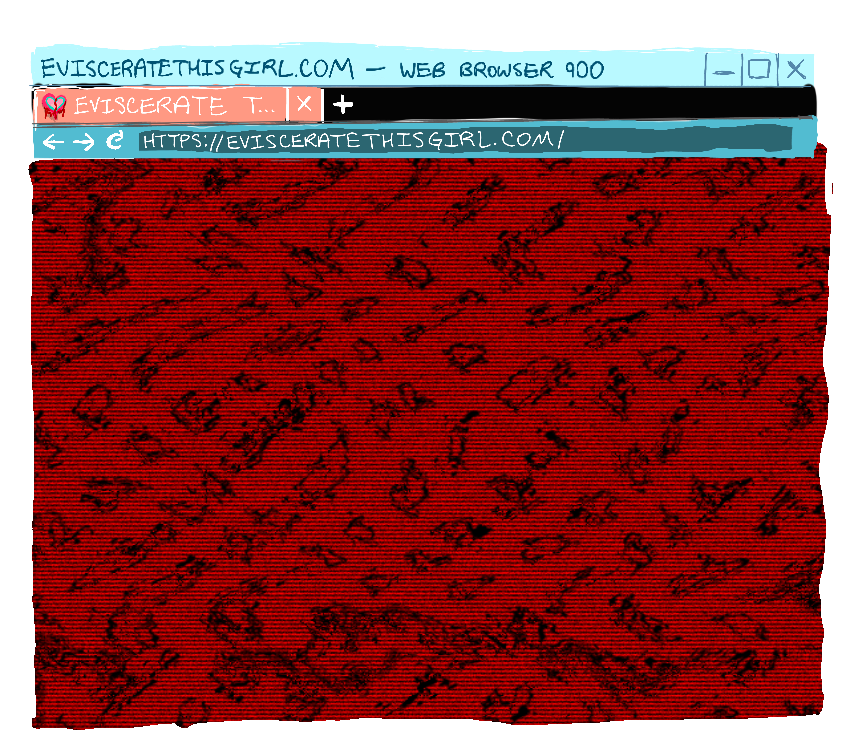 EVISCERATETHISGIRL.COM — WEB BROWSER 900
EVISCERATE T...
HTTPS://EVISCERATETHISGIRL.COM/